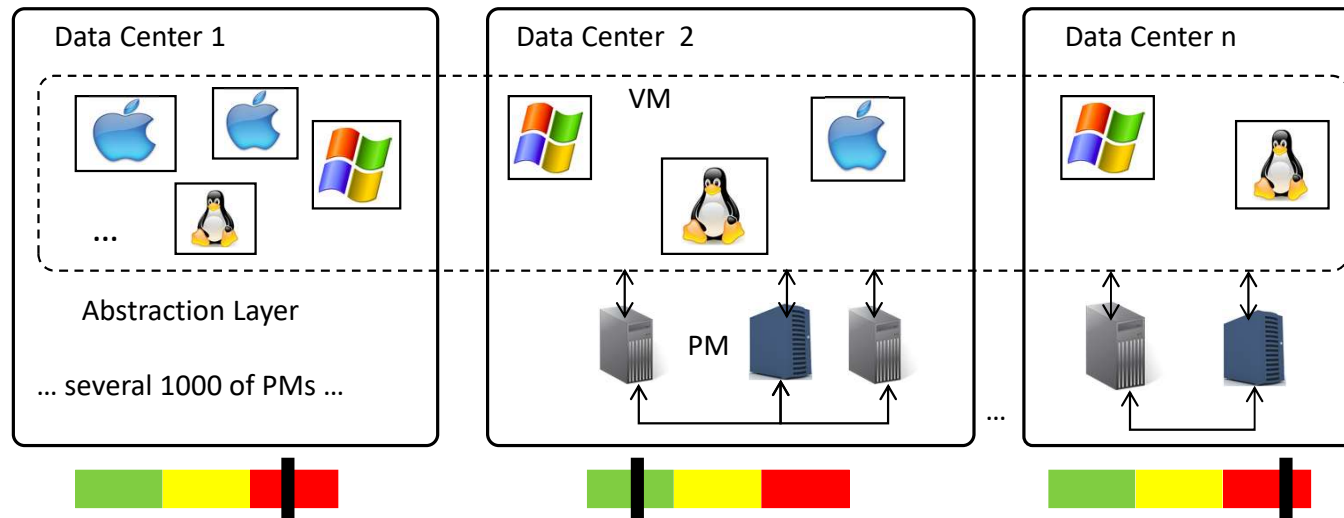 Data Center 1
Data Center 2
Data Center n
VM
...
Abstraction Layer
PM
... several 1000 of PMs ...
...